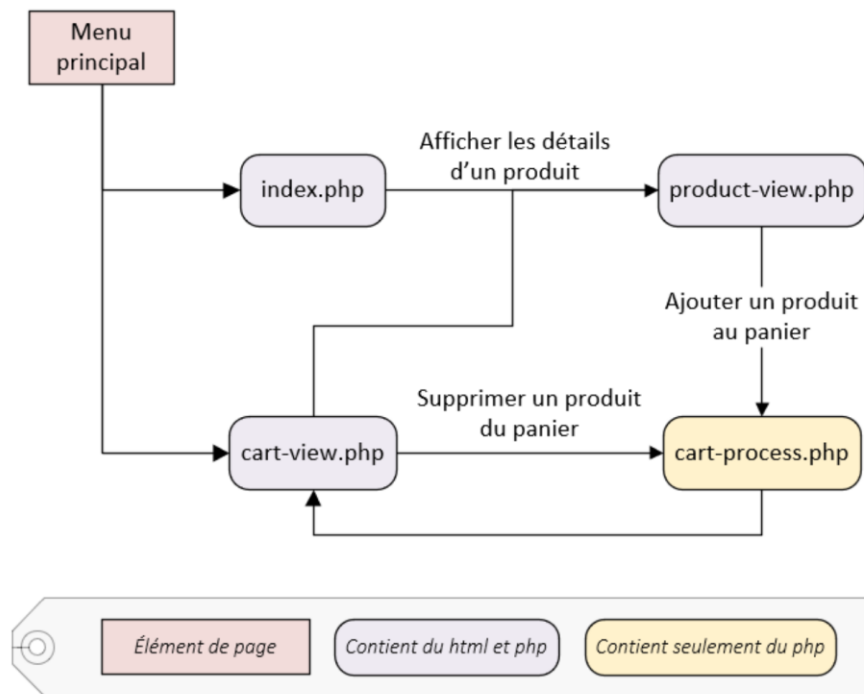 Menu
principal
Afficher les détails
d’un produit
index.php
product-view.php
Ajouter un produit
au panier
Supprimer un produit
du panier
cart-view.php
cart-process.php
Élément de page
Contient du html et php
Contient seulement du php